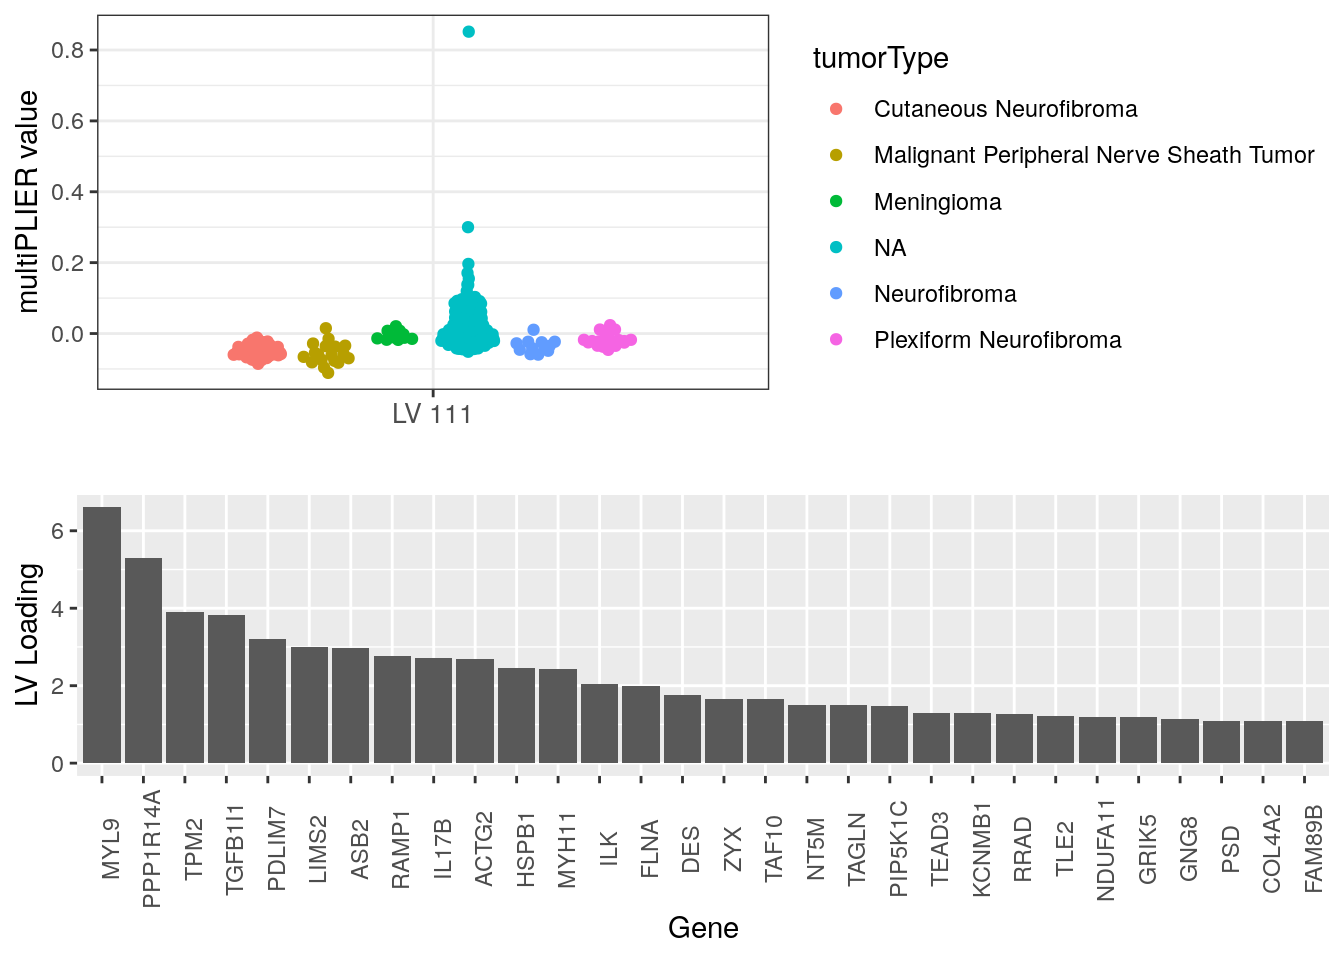 multiPLIER value
0.8
0.6
0.4
0.2
0.0
LV 111
tumorType
Cutaneous Neurofibroma
Malignant Peripheral Nerve Sheath Tumor
Meningioma
NA
Neurofibroma
Plexiform Neurofibroma
LV Loading
6
4
2
0
MYL9
PPP1R14A
TPM2
TGFB1I1
PDLIM7
LIMS2
ASB2
RAMP1
IL17B
ACTG2
HSPB1
MYH11
ILK
FLNA
DES
ZYX
TAF10
NT5M
TAGLN
PIP5K1C
TEAD3
KCNMB1
RRAD
TLE2
NDUFA11
GRIK5
GNG8
PSD
COL4A2
FAM89B
Gene